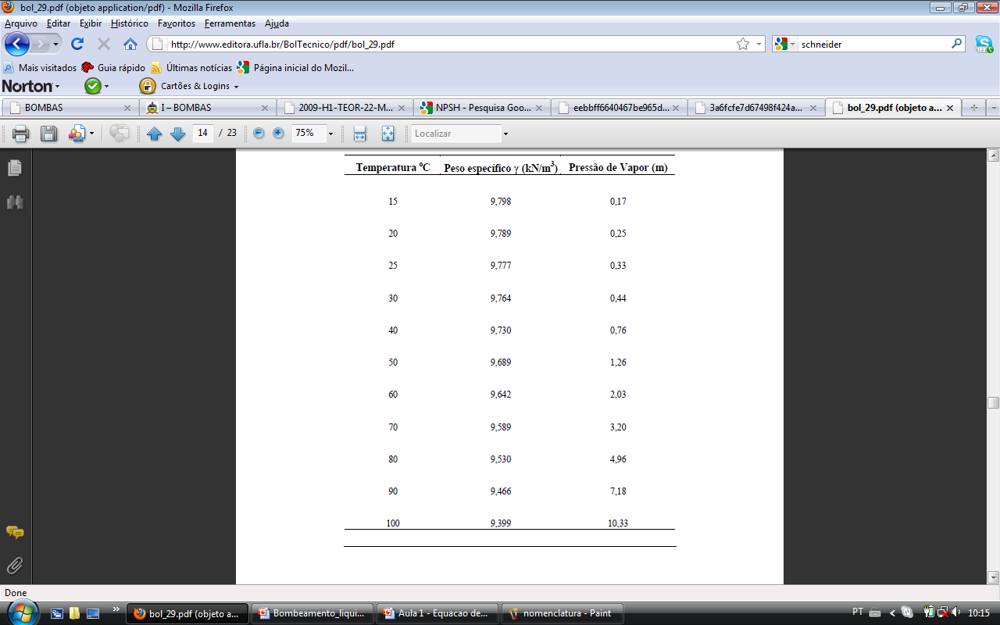 bol_29.pdf (objeto application/pdf) - Mozilla Firefox
Arquivo Editar Exibir Histórico Favoritos Ferramentas Ajuda
http://www.editora.ufla.br/BolTecnico/pdf/bol_29.pdf schneider
Mais visitados Guia rápido Últimas notícias Página inicial do Mozil...
Norton Cartões & Logins
BOMBAS I – BOMBAS 2009-H1-TEOR-22-M... NPSH - Pesquisa Goo... eebbff6640467be965d... 3a6fcfe7d67498f424a... bol_29.pdf (objeto a...
14 / 23 75% Localizar
Temperatura ºC Peso específico γ (kN/m³) Pressão de Vapor (m)
15 9,798 0,17
20 9,789 0,25
25 9,777 0,33
30 9,764 0,44
40 9,730 0,76
50 9,689 1,26
60 9,642 2,03
70 9,589 3,20
80 9,530 4,96
90 9,466 7,18
100 9,399 10,33
Done
bol_29.pdf (objeto a... Bombeamento_liqui... Aula 1 - Equacao de... nomenclatura - Paint PT 10:15